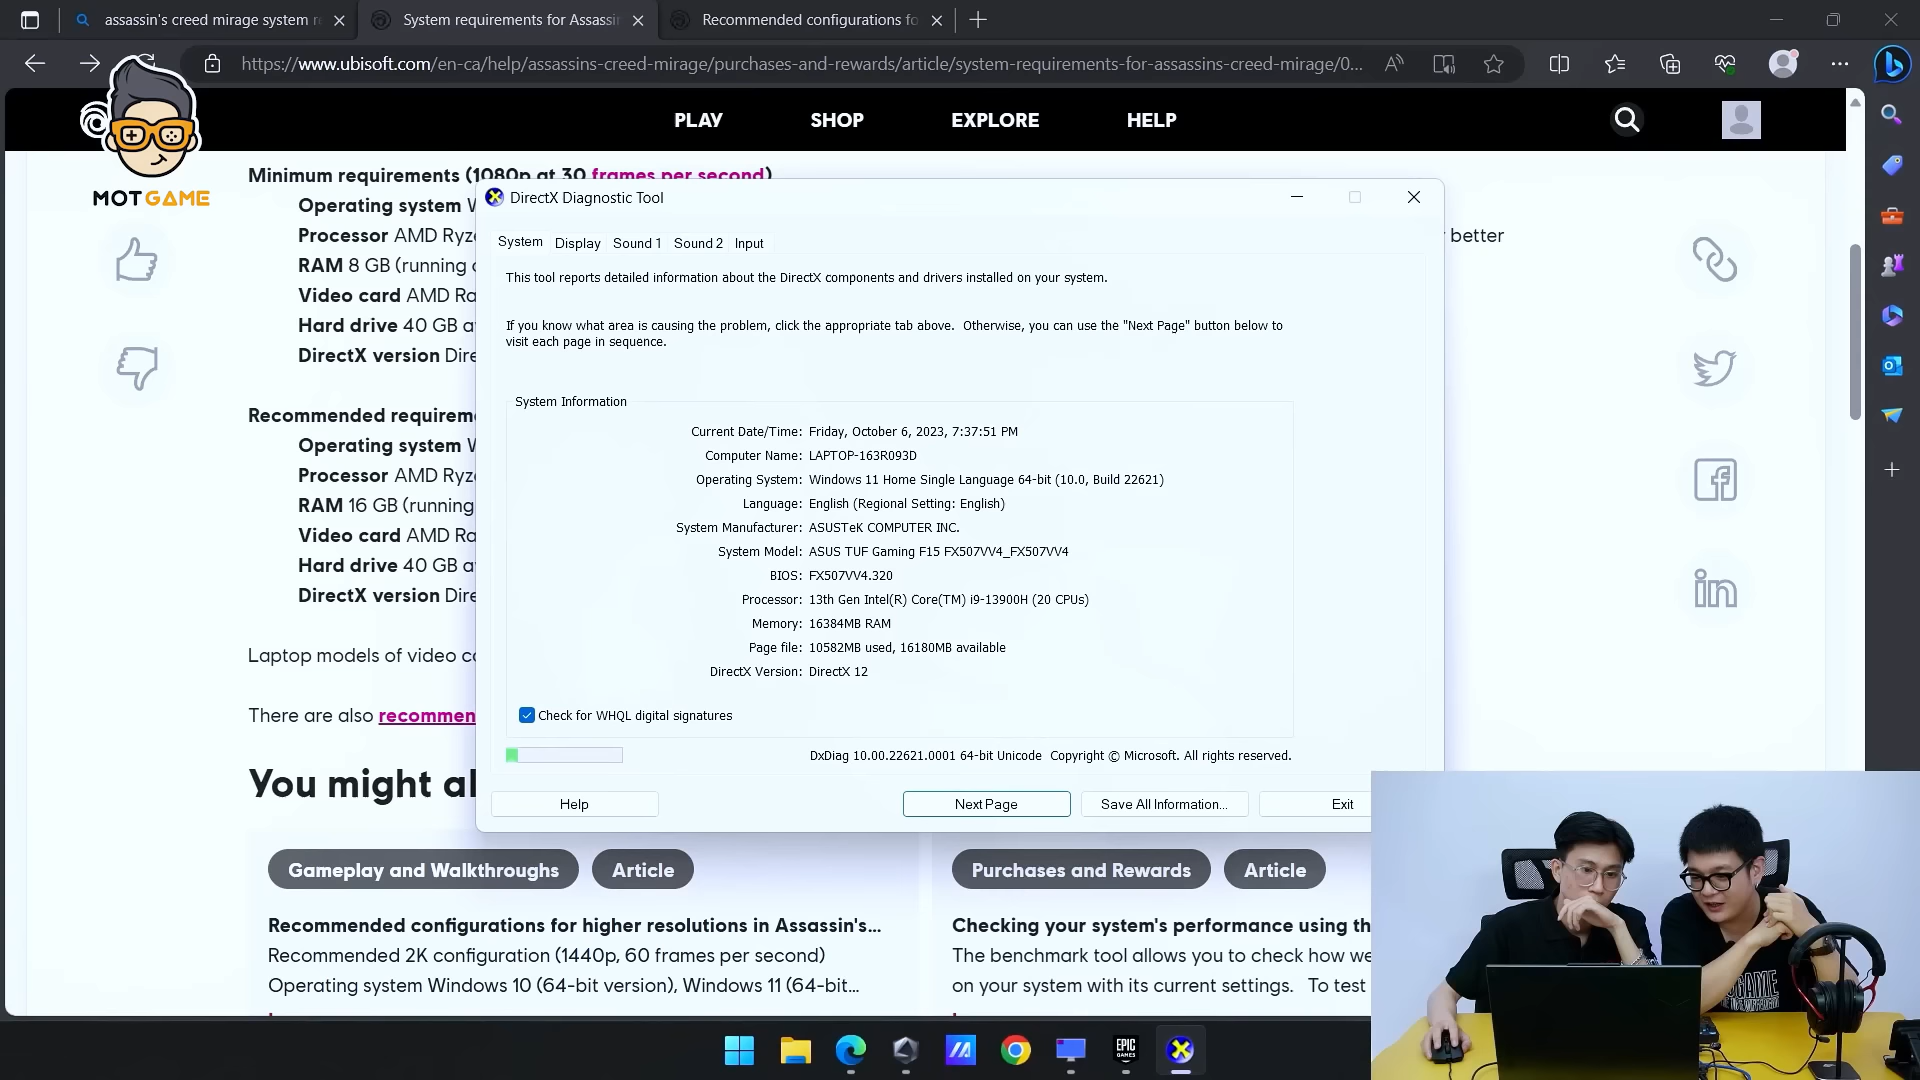 assassin's creed mirage system r
System requirements for Assassin
Recommended configurations fo
https://www.ubisoft.com/en-ca/help/assassins-creed-mirage/purchases-and-rewards/article/system-requirements-for-assassins-creed-mirage/0...
PLAY
SHOP
EXPLORE
HELP
MOTGAME
Minimum requirements (1080p at 30 frames per second)
Operating system W
Processor AMD Ryze
better
RAM 8 GB (running
Video card AMD Ra
Hard drive 40 GB a
DirectX version Dire
Recommended requirem
Operating system W
Processor AMD Ryze
RAM 16 GB (running
Video card AMD Ra
Hard drive 40 GB a
DirectX version Dire
Laptop models of video ca
There are also recommen
You might al
DirectX Diagnostic Tool
System
Display
Sound 1
Sound 2
Input
This tool reports detailed information about the DirectX components and drivers installed on your system.
If you know what area is causing the problem, click the appropriate tab above. Otherwise, you can use the "Next Page" button below to
visit each page in sequence.
System Information
Current Date/Time: Friday, October 6, 2023, 7:37:51 PM
Computer Name: LAPTOP-163R093D
Operating System: Windows 11 Home Single Language 64-bit (10.0, Build 22621)
Language: English (Regional Setting: English)
System Manufacturer: ASUSTeK COMPUTER INC.
System Model: ASUS TUF Gaming F15 FX507VV4_FX507VV4
BIOS: FX507VV4.320
Processor: 13th Gen Intel(R) Core(TM) i9-13900H (20 CPUs)
Memory: 16384MB RAM
Page file: 10582MB used, 16180MB available
DirectX Version: DirectX 12
Check for WHQL digital signatures
DxDiag 10.00.22621.0001 64-bit Unicode Copyright © Microsoft. All rights reserved.
Help
Next Page
Save All Information...
Exit
Gameplay and Walkthroughs
Article
Recommended configurations for higher resolutions in Assassin's...
Recommended 2K configuration (1440p, 60 frames per second)
Operating system Windows 10 (64-bit version), Windows 11 (64-bit...
Purchases and Rewards
Article
Checking your system's performance using th
The benchmark tool allows you to check how we
on your system with its current settings. To test
EPIC
GAMES